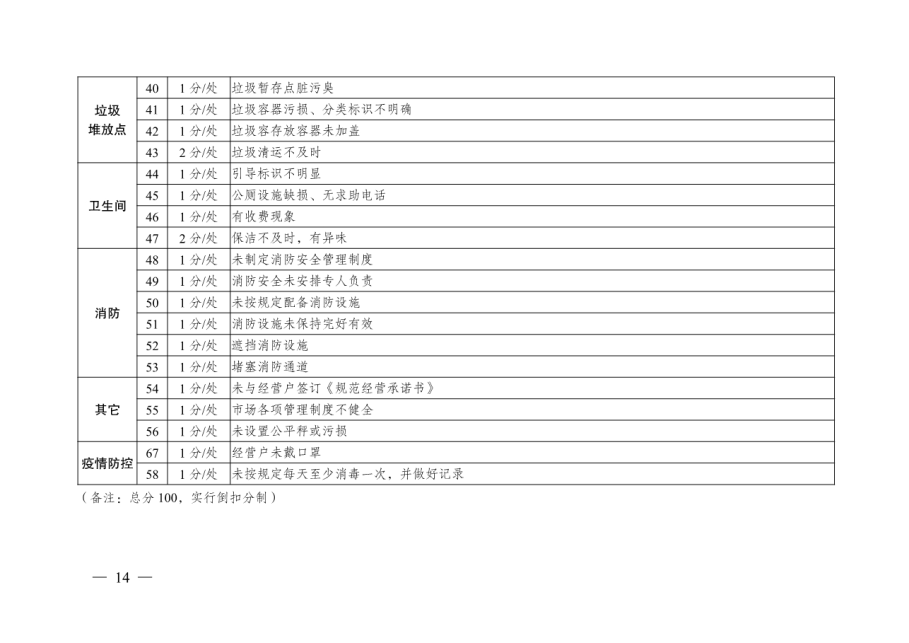 垃圾
堆放点
40 1 分/处 垃圾暂存点脏污臭
41 1 分/处 垃圾容器污损、分类标识不明确
42 1 分/处 垃圾容存放容器未加盖
43 2 分/处 垃圾清运不及时
卫生间
44 1 分/处 引导标识不明显
45 1 分/处 公厕设施缺损、无求助电话
46 1 分/处 有收费现象
47 2 分/处 保洁不及时，有异味
消防
48 1 分/处 未制定消防安全管理制度
49 1 分/处 消防安全未安排专人负责
50 1 分/处 未按规定配备消防设施
51 1 分/处 消防设施未保持完好有效
52 1 分/处 遮挡消防设施
53 1 分/处 堵塞消防通道
其它
54 1 分/处 未与经营户签订《规范经营承诺书》
55 1 分/处 市场各项管理制度不健全
56 1 分/处 未设置公平秤或污损
疫情防控
67 1 分/处 经营户未戴口罩
58 1 分/处 未按规定每天至少消毒一次，并做好记录
（备注：总分 100，实行倒扣分制）
— 14 —